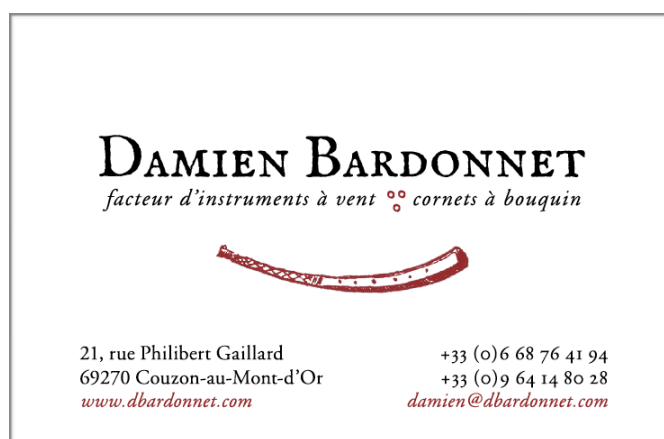 Damien Bardonnet
facteur d'instruments à vent cornets à bouquin
21, rue Philibert Gaillard
69270 Couzon-au-Mont-d'Or
www.dbardonnet.com
+33 (0)6 68 76 41 94
+33 (0)9 64 14 80 28
damien@dbardonnet.com